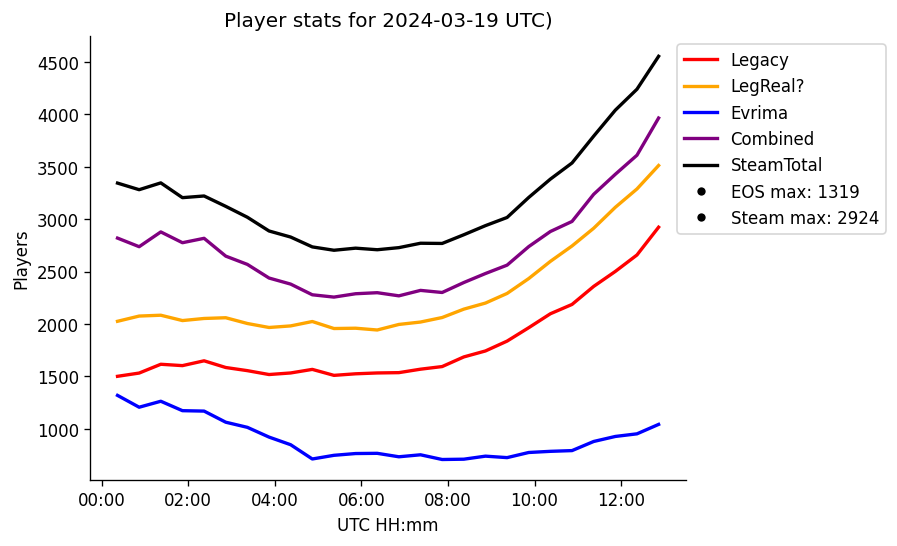 Player stats for 2024-03-19 UTC)
4500
4000
3500
3000
2500
2000
1500
1000
Players
00:00 02:00 04:00 06:00 08:00 10:00 12:00
UTC HH:mm
Legacy
LegReal?
Evrima
Combined
SteamTotal
EOS max: 1319
Steam max: 2924